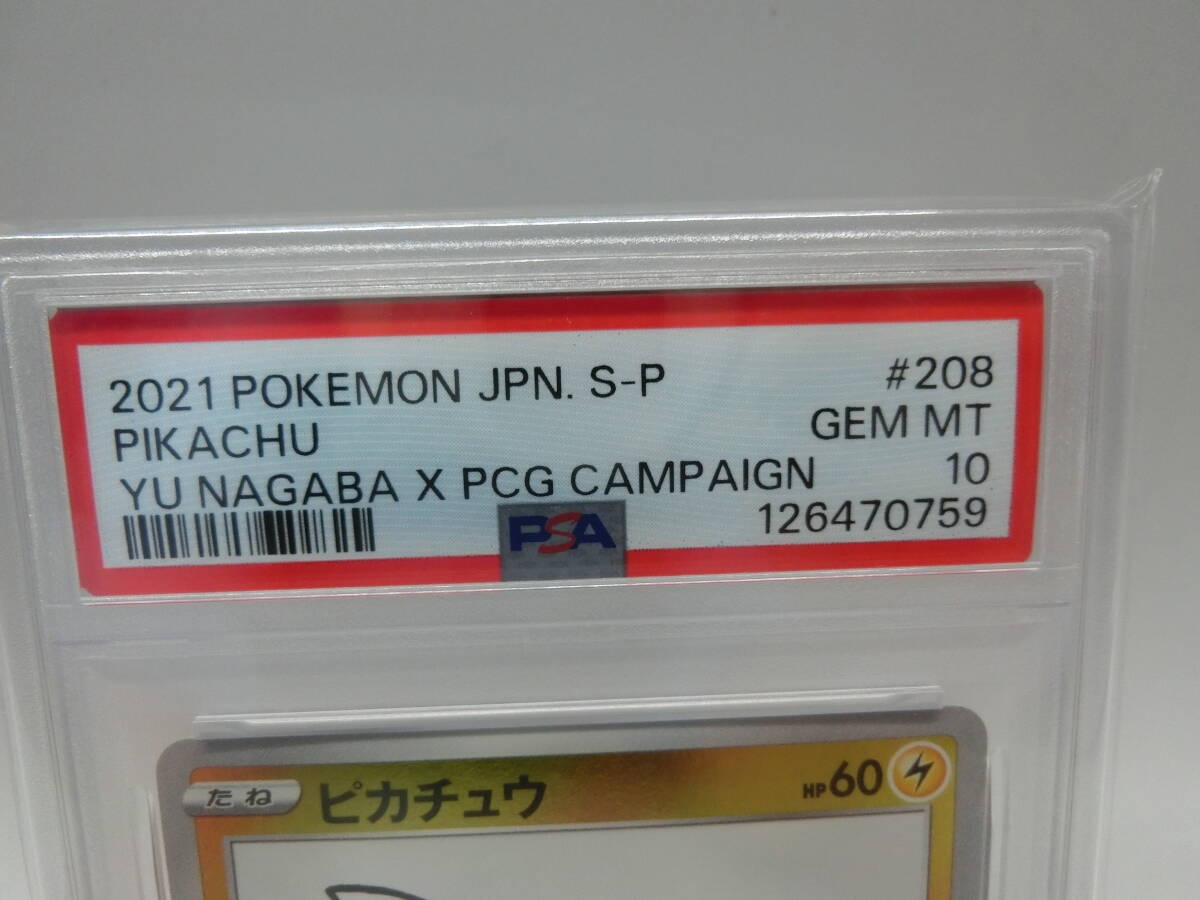 2021 POKEMON JPN. S-P #208
PIKACHU GEM MT
YU NAGABA X PCG CAMPAIGN 10
PSA 126470759
たね ピカチュウ HP60